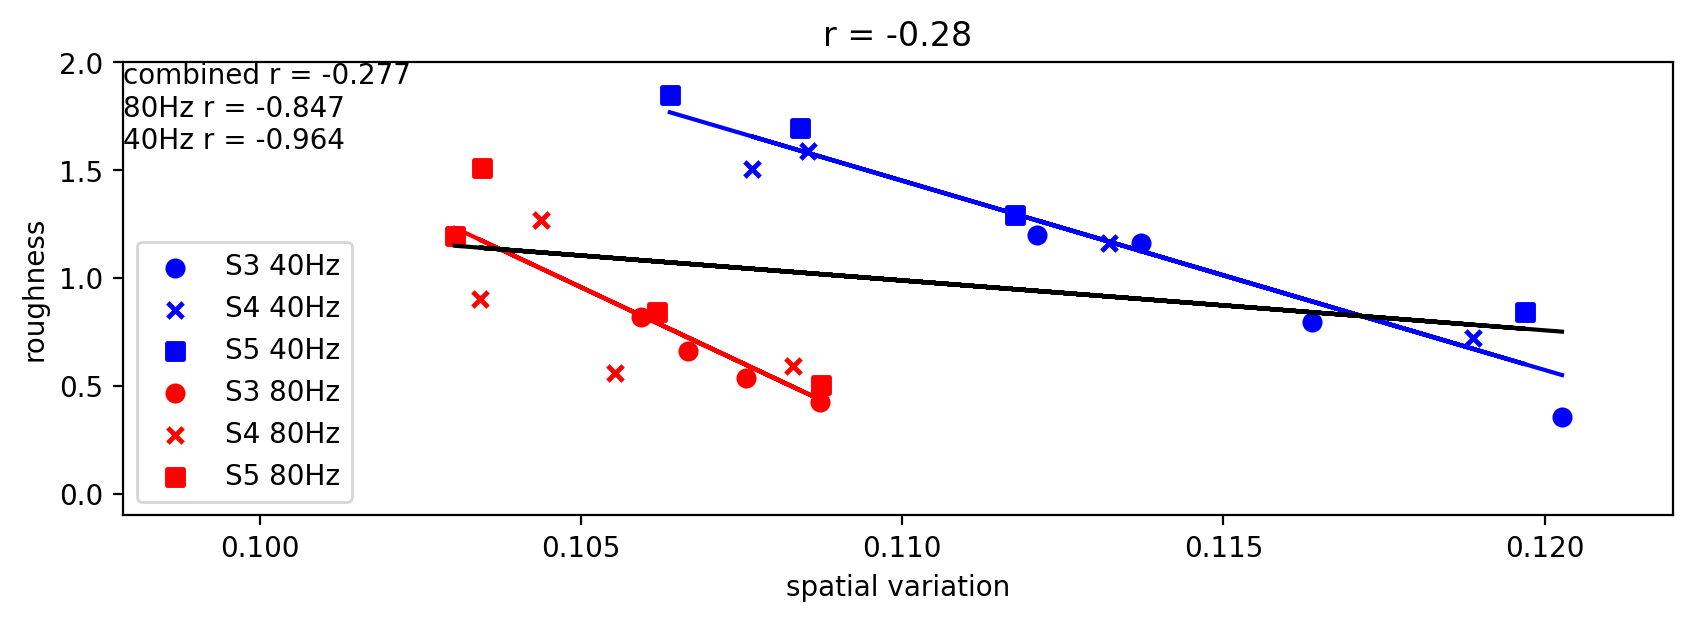 r = -0.28
combined r = -0.277
80Hz r = -0.847
40Hz r = -0.964
2.0
1.5
1.0
0.5
0.0
roughness
S3 40Hz
S4 40Hz
S5 40Hz
S3 80Hz
S4 80Hz
S5 80Hz
0.100
0.105
0.110
0.115
0.120
spatial variation